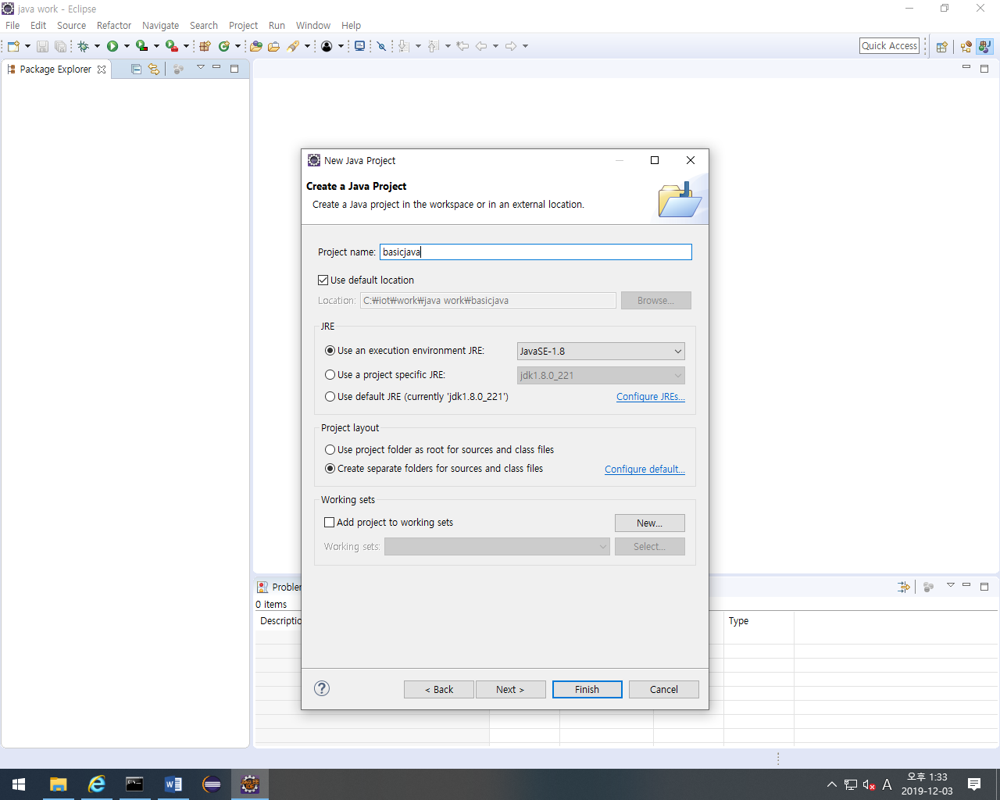 java work - Eclipse
File Edit Source Refactor Navigate Search Project Run Window Help
Quick Access
Package Explorer
New Java Project
Create a Java Project
Create a Java project in the workspace or in an external location.
Project name: basicjava
Use default location
Location: C:₩iot₩work₩java work₩basicjava Browse...
JRE
Use an execution environment JRE: JavaSE-1.8
Use a project specific JRE: jdk1.8.0_221
Use default JRE (currently 'jdk1.8.0_221') Configure JREs...
Project layout
Use project folder as root for sources and class files
Create separate folders for sources and class files Configure default...
Working sets
Add project to working sets New...
Working sets: Select...
Problem
0 items
Descriptio Type
< Back Next > Finish Cancel
A 오후 1:33
2019-12-03